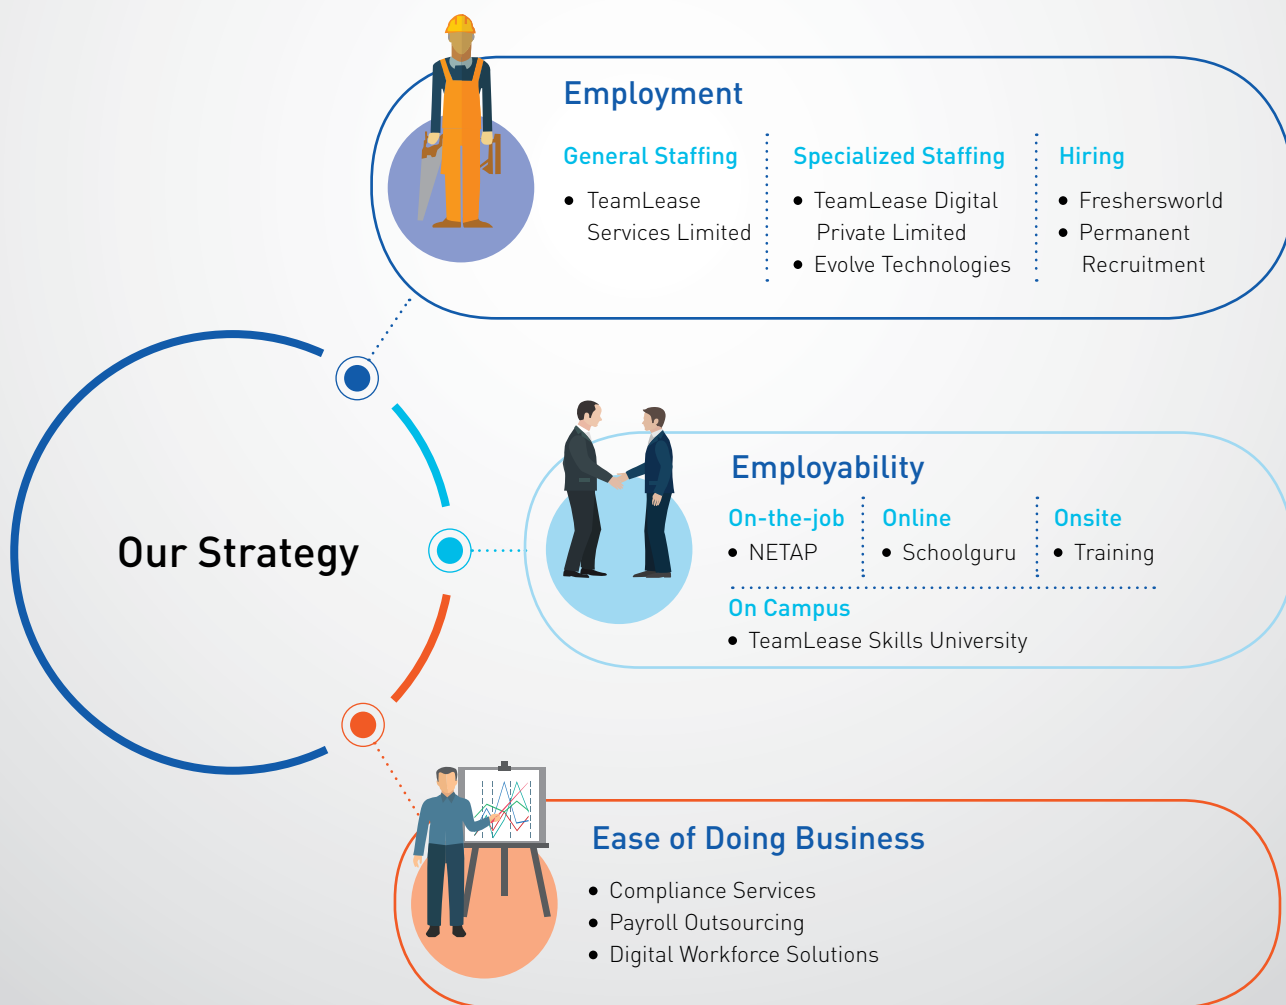 Employment
General Staffing
• TeamLease
Services Limited
Specialized Staffing
• TeamLease Digital
Private Limited
• Evolve Technologies
Hiring
• Freshersworld
• Permanent
Recruitment
Our Strategy
Employability
On-the-job
• NETAP
Online
• Schoolguru
Onsite
• Training
On Campus
• TeamLease Skills University
Ease of Doing Business
• Compliance Services
• Payroll Outsourcing
• Digital Workforce Solutions